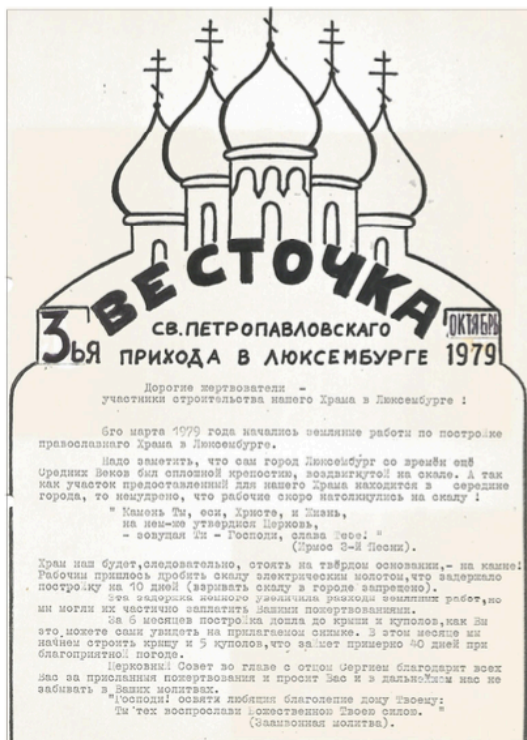 ВЕСТОЧКА
3ья
СВ.ПЕТРОПАВЛОВСКАГО
ОКТЯБРЬ
ПРИХОДА В ЛЮКСЕМБУРГЕ
1979
Дорогие жертвователи -
участники строительства нашего Храма в Люксембурге !
6го марта 1979 года начались земляные работы по постройке
православнаго Храма в Люксембурге.
Надо заметить, что сам город Люксембург со времён ещё
Средних Веков был сплошной крепостию, воздвигнутой на скале. А так
как участок предоставленный для нашего Храма находится в середине
города, то немудрено, что рабочие скоро натолкнулись на скалу !
" Камень Ты, еси, Христе, и Жизнь,
на нем-же утвердися Церковь,
- зовущая Ти - Господи, слава Тебе! "
(Ирмос 3-й Песни).
Храм наш будет,следовательно, стоять на твёрдом основании,- на камне!
Рабочим пришлось дробить скалу электрическим молотом,что задержало
постройку на 10 дней (взрывать скалу в городе запрещено).
Эта задержка немного увеличила расходы земляных работ,но
мы могли их частично заплатить Вашими пожертвованиями.
За 6 месяцев постройка дошла до крыши и куполов,как Вы
это можете сами увидеть на прилагаемом снимке. В этом месяце мы
начнем строить крышу и 5 куполов,что займет примерно 40 дней при
благоприятной погоде.
Церковный Совет во главе с отцом Сергием благодарит всех
Вас за присланныя пожертвования и просит Вас и в дальнейшем нас не
забывать в Ваших молитвах.
"Господи! освяти любящия благолепие дому Твоему:
Ты тех воспрослави Божественною Твоею силою. "
(Заамвонная молитва).